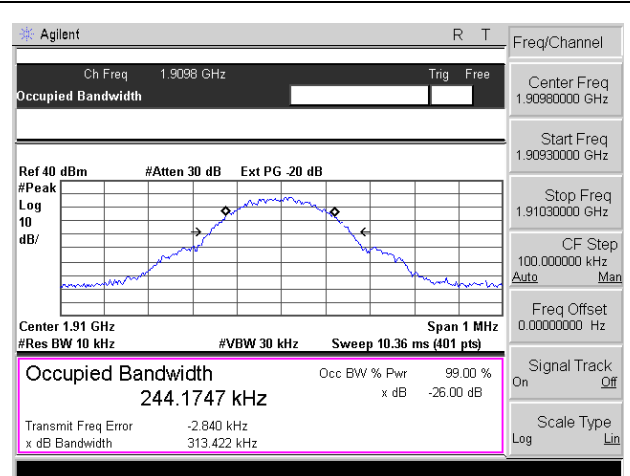 Agilent R T
Freq/Channel
Ch Freq 1.9098 GHz Trig Free
Occupied Bandwidth
Center Freq
1.90980000 GHz
Start Freq
1.90930000 GHz
Stop Freq
1.91030000 GHz
CF Step
100.000000 kHz
Auto Man
Freq Offset
0.00000000 Hz
Signal Track
On Off
Scale Type
Log Lin
Ref 40 dBm #Atten 30 dB Ext PG -20 dB
#Peak
Log
10
dB/
Center 1.91 GHz Span 1 MHz
#Res BW 10 kHz #VBW 30 kHz Sweep 10.36 ms (401 pts)
Occupied Bandwidth Occ BW % Pwr 99.00 %
244.1747 kHz x dB -26.00 dB
Transmit Freq Error -2.840 kHz
x dB Bandwidth 313.422 kHz